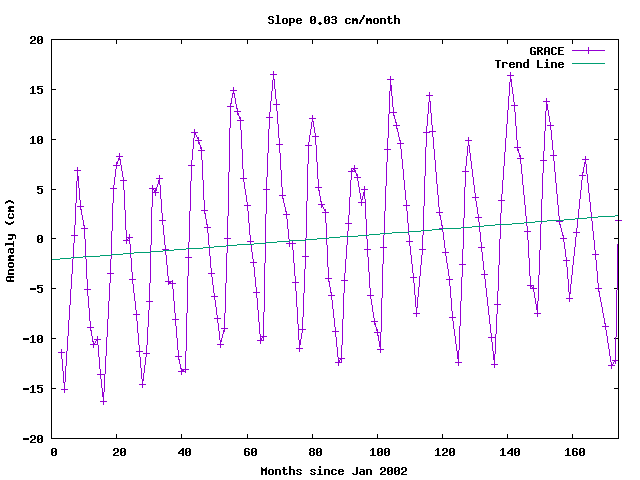 Slope 0.03 cm/month
GRACE
Trend Line
Anomaly (cm)
20
15
10
5
0
-5
-10
-15
-20
0 20 40 60 80 100 120 140 160
Months since Jan 2002